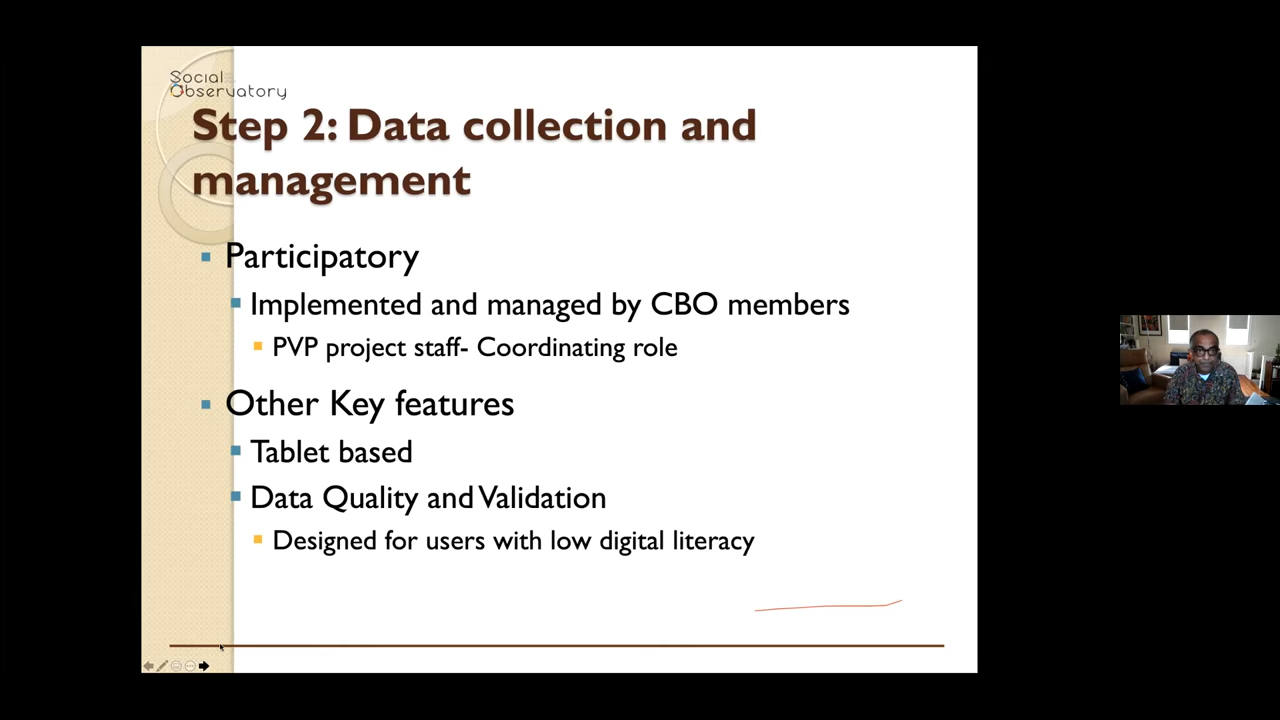 Social
Observatory
Step 2: Data collection and
management
Participatory
Implemented and managed by CBO members
PVP project staff- Coordinating role
Other Key features
Tablet based
Data Quality and Validation
Designed for users with low digital literacy